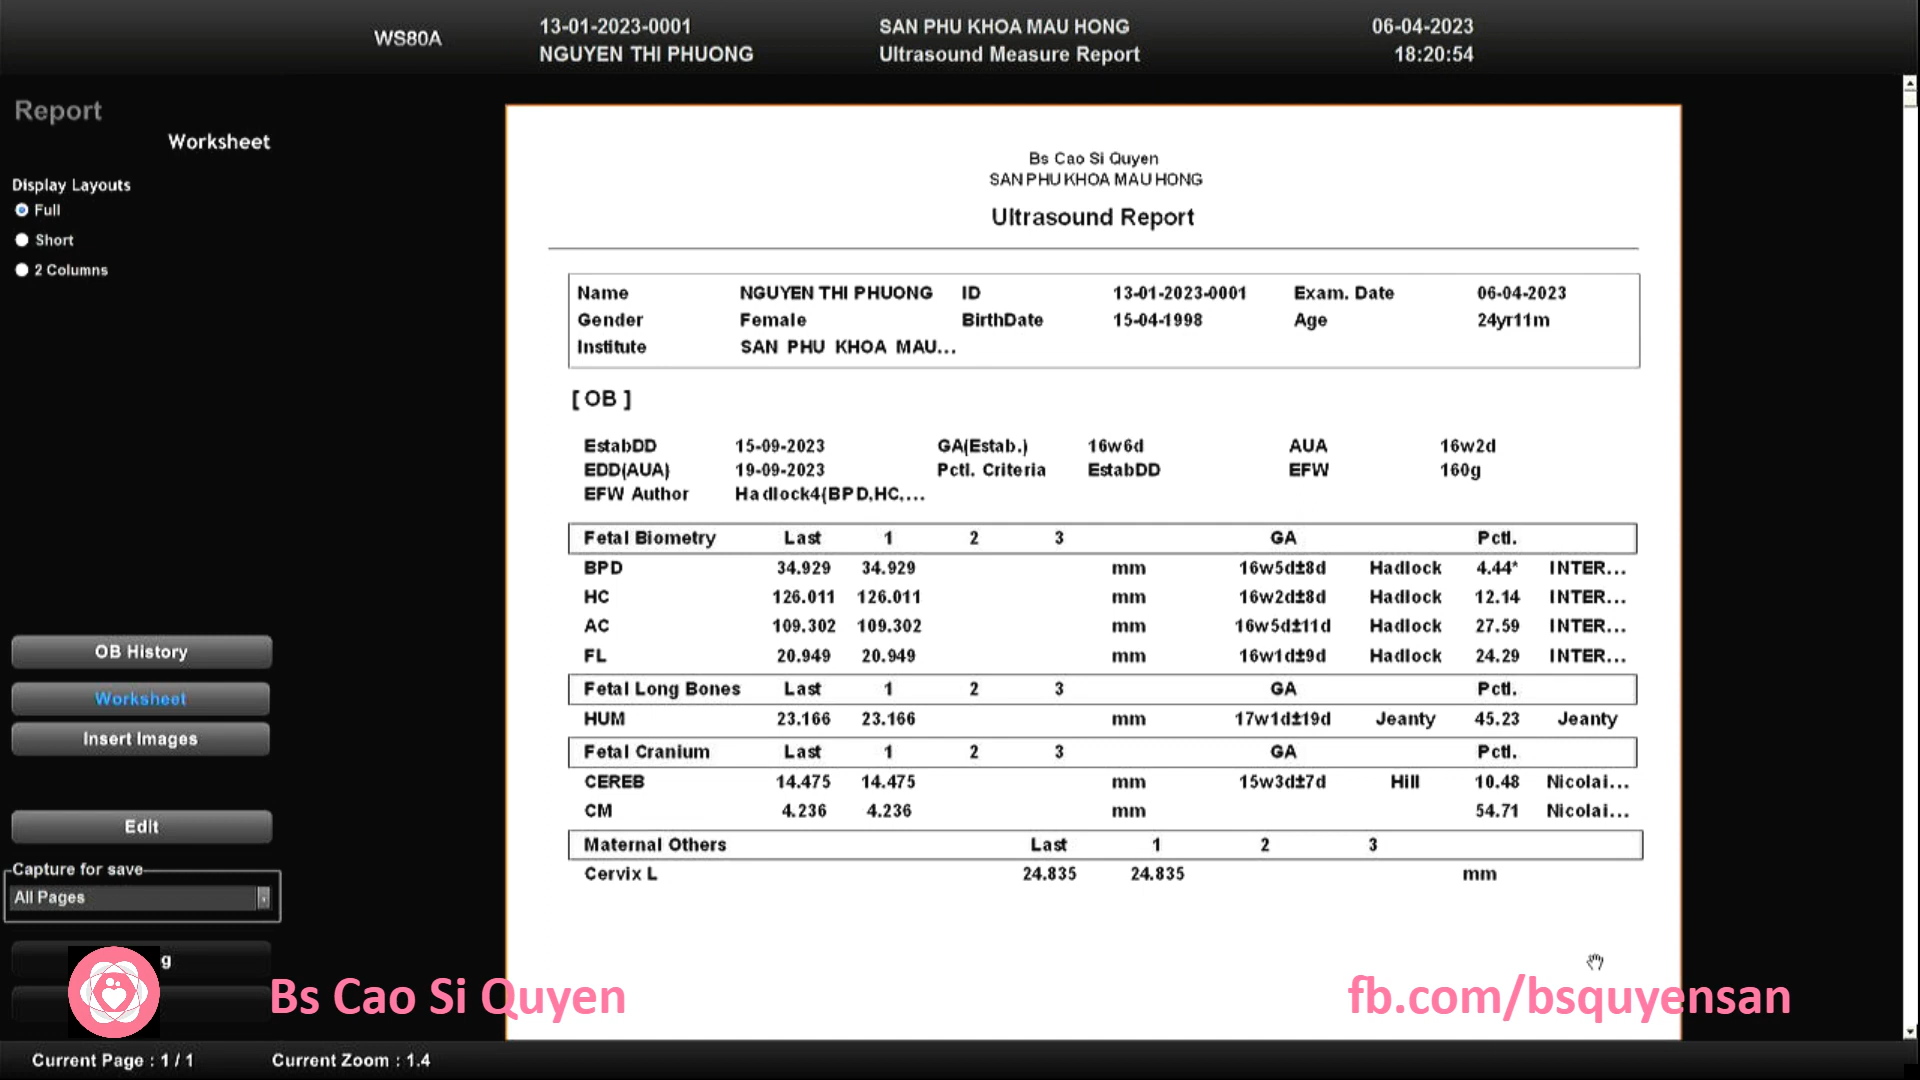 WS80A
13-01-2023-0001
NGUYEN THI PHUONG
SAN PHU KHOA MAU HONG
Ultrasound Measure Report
06-04-2023
18:20:54
Report
Worksheet
Display Layouts
Full
Short
2 Columns
OB History
Worksheet
Insert Images
Edit
Capture for save
All Pages
g
Bs Cao Si Quyen
SAN PHU KHOA MAU HONG
Ultrasound Report
Name NGUYEN THI PHUONG ID 13-01-2023-0001 Exam. Date 06-04-2023
Gender Female BirthDate 15-04-1998 Age 24yr11m
Institute SAN PHU KHOA MAU...
[ OB ]
EstabDD 15-09-2023 GA(Estab.) 16w6d AUA 16w2d
EDD(AUA) 19-09-2023 Pctl. Criteria EstabDD EFW 160g
EFW Author Hadlock4(BPD,HC,...
Fetal Biometry Last 1 2 3 GA Pctl.
BPD 34.929 34.929 mm 16w5d±8d Hadlock 4.44* INTER...
HC 126.011 126.011 mm 16w2d±8d Hadlock 12.14 INTER...
AC 109.302 109.302 mm 16w5d±11d Hadlock 27.59 INTER...
FL 20.949 20.949 mm 16w1d±9d Hadlock 24.29 INTER...
Fetal Long Bones Last 1 2 3 GA Pctl.
HUM 23.166 23.166 mm 17w1d±19d Jeanty 45.23 Jeanty
Fetal Cranium Last 1 2 3 GA Pctl.
CEREB 14.475 14.475 mm 15w3d±7d Hill 10.48 Nicolai...
CM 4.236 4.236 mm 54.71 Nicolai...
Maternal Others Last 1 2 3
Cervix L 24.835 24.835 mm
Bs Cao Si Quyen
fb.com/bsquyensan
Current Page : 1 / 1
Current Zoom : 1.4